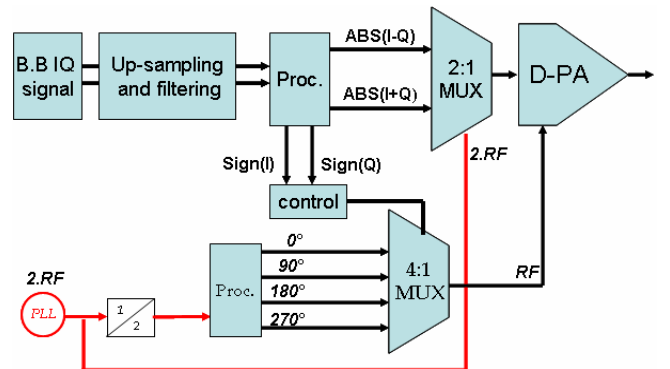 B.B IQ
signal
Up-sampling
and filtering
Proc.
ABS(I-Q)
ABS(I+Q)
2:1
MUX
D-PA
2.RF
Sign(I)
Sign(Q)
control
0°
90°
180°
270°
4:1
MUX
RF
2.RF
PLL
1
2
Proc.